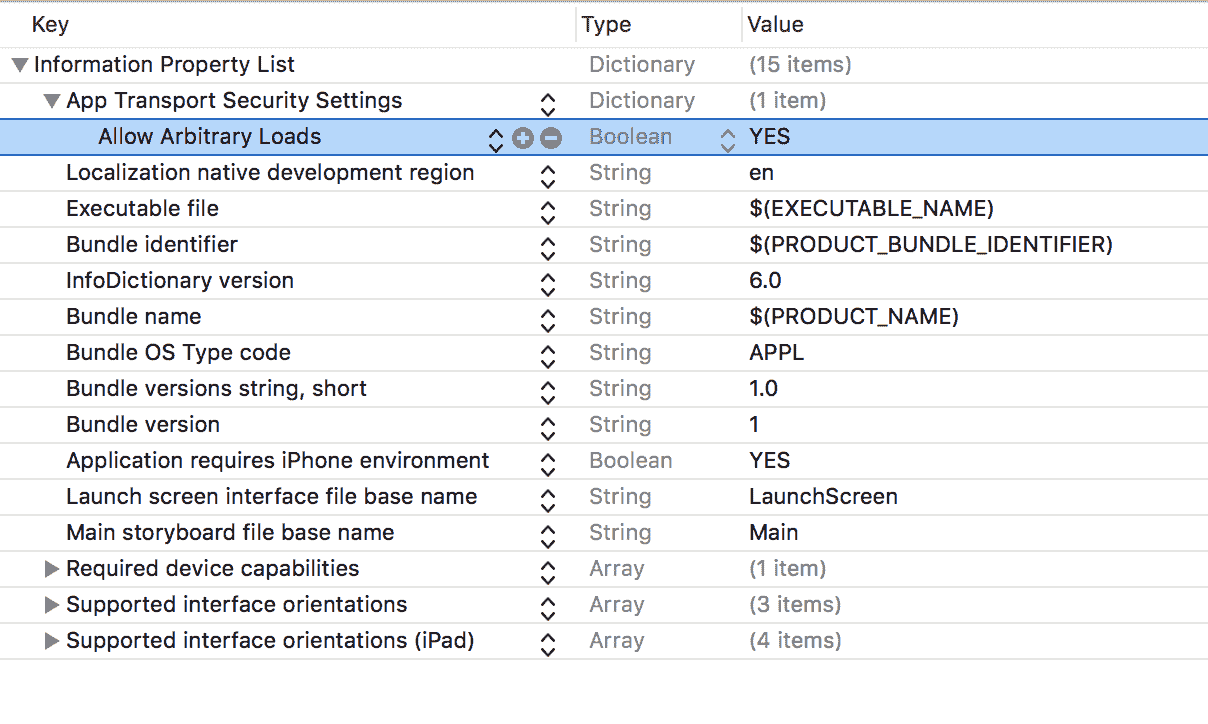 Key Type Value
Information Property List Dictionary (15 items)
App Transport Security Settings Dictionary (1 item)
Allow Arbitrary Loads Boolean YES
Localization native development region String en
Executable file String $(EXECUTABLE_NAME)
Bundle identifier String $(PRODUCT_BUNDLE_IDENTIFIER)
InfoDictionary version String 6.0
Bundle name String $(PRODUCT_NAME)
Bundle OS Type code String APPL
Bundle versions string, short String 1.0
Bundle version String 1
Application requires iPhone environment Boolean YES
Launch screen interface file base name String LaunchScreen
Main storyboard file base name String Main
Required device capabilities Array (1 item)
Supported interface orientations Array (3 items)
Supported interface orientations (iPad) Array (4 items)